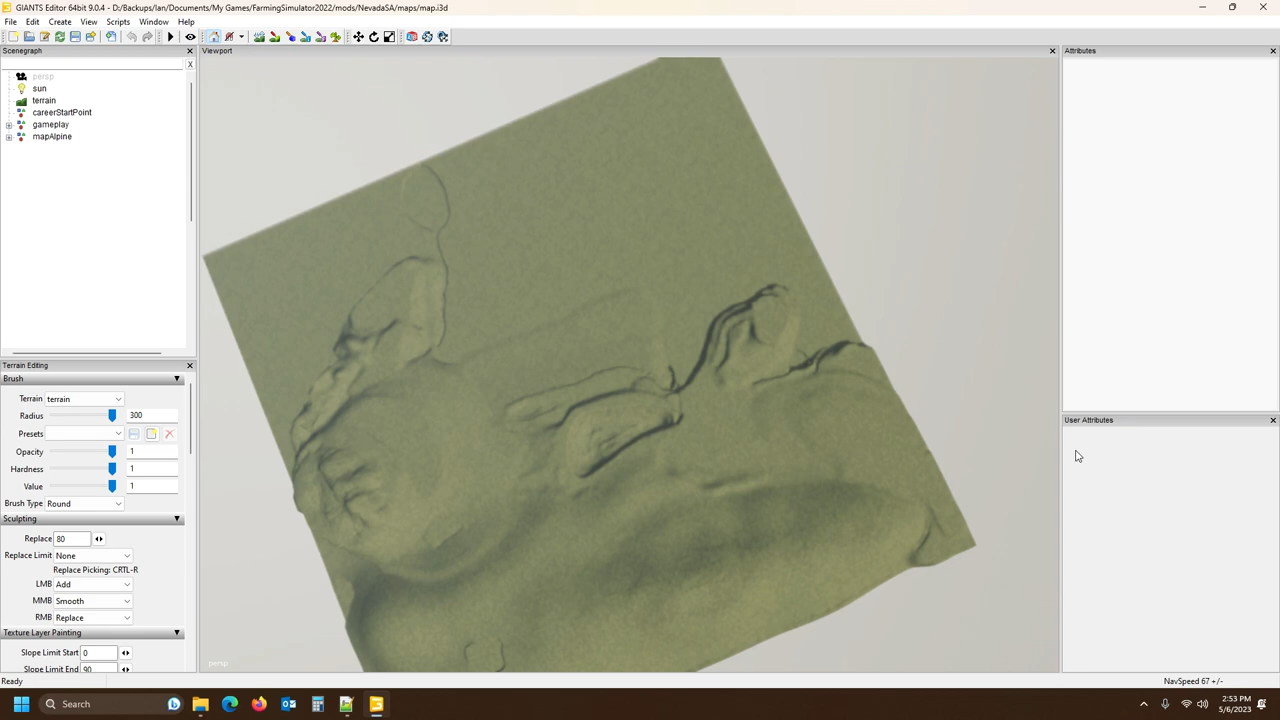 GIANTS Editor 64bit - 9.0.4 - D:/Backups/Ian/Documents/My Games/FarmingSimulator2022/mods/NevadaSA/maps/map.i3d
File Edit Create View Scripts Window Help
Scenegraph
Viewport
Attributes
X
persp
sun
terrain
careerStartPoint
gameplay
mapAlpine
Terrain Editing
Brush
Terrain terrain
Radius 300
Presets
Opacity 1
Hardness 1
Value 1
Brush Type Round
Sculpting
Replace 80
Replace Limit None
Replace Picking: CRTL-R
LMB Add
MMB Smooth
RMB Replace
Texture Layer Painting
Slope Limit Start 0
Slope Limit End 90
User Attributes
persp
Ready
NavSpeed 67 +/-
Search
2:53 PM
5/6/2023